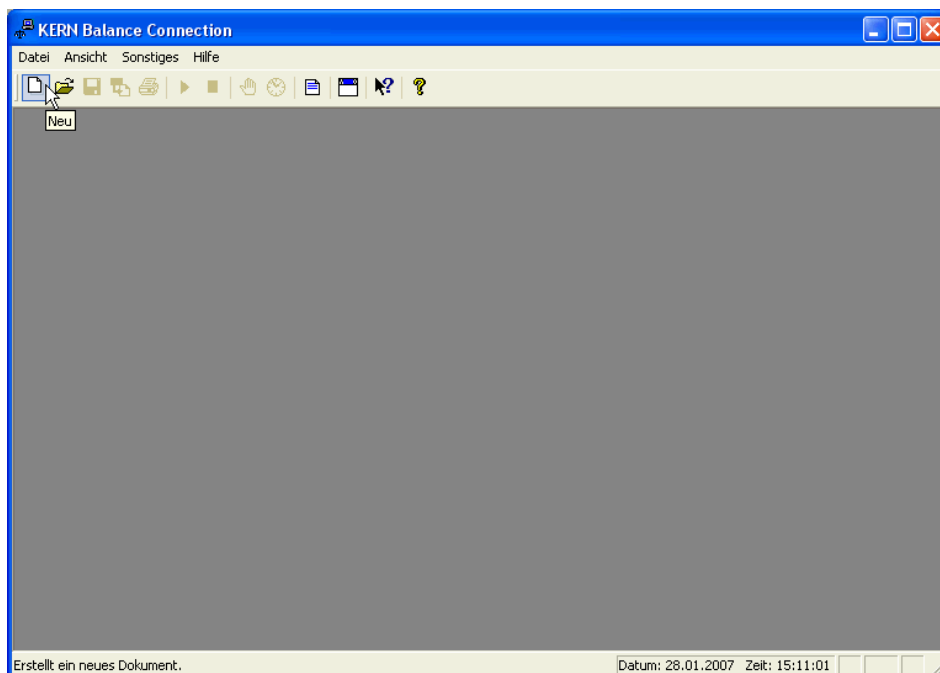 KERN Balance Connection
Datei Ansicht Sonstiges Hilfe
Neu
Erstellt ein neues Dokument. Datum: 28.01.2007 Zeit: 15:11:01